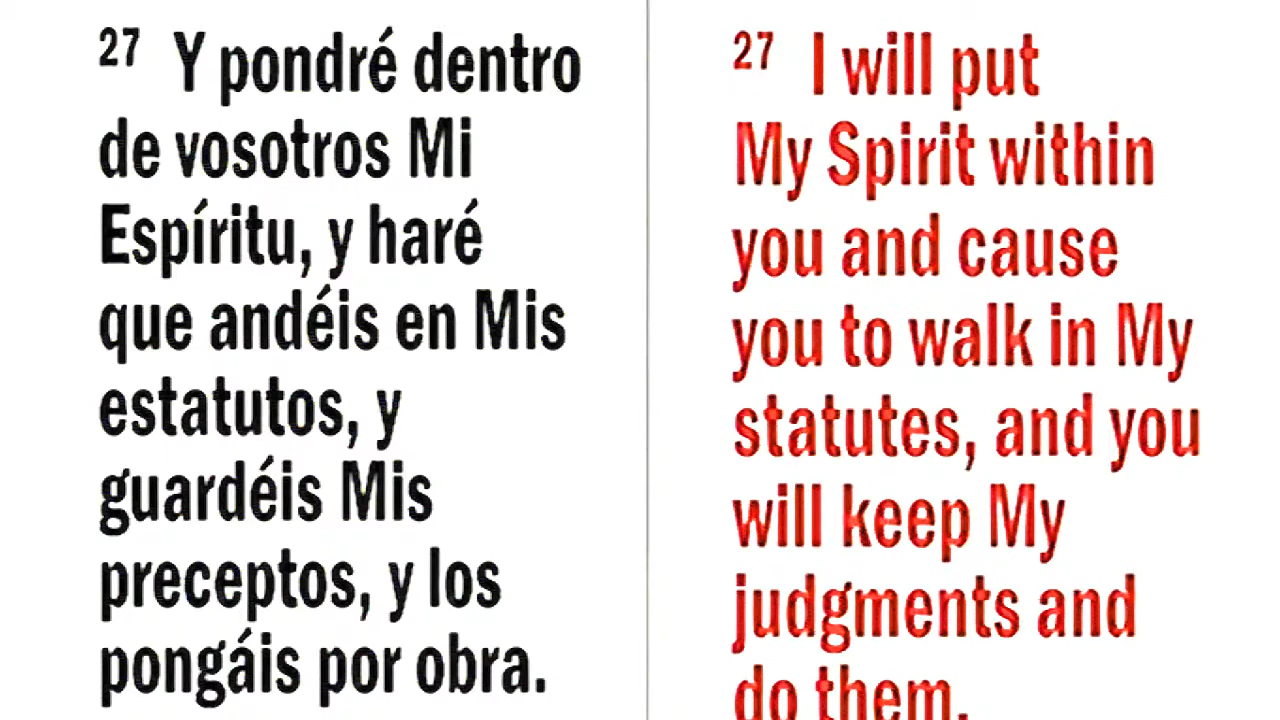 27 Y pondré dentro
de vosotros Mi
Espíritu, y haré
que andéis en Mis
estatutos, y
guardéis Mis
preceptos, y los
pongáis por obra.
27 I will put
My Spirit within
you and cause
you to walk in My
statutes, and you
will keep My
judgments and
do them.